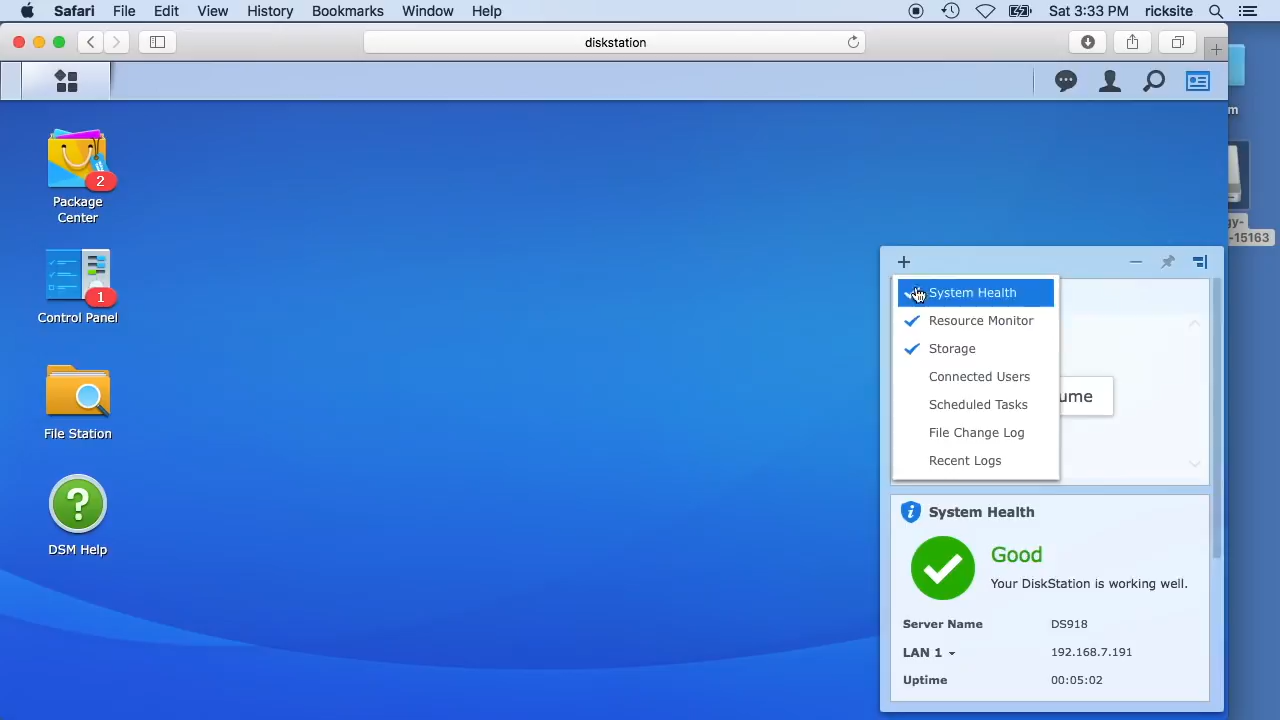 Safari File Edit View History Bookmarks Window Help Sat 3:33 PM ricksite
diskstation
2
Package
Center
1
Control Panel
File Station
?
DSM Help
System Health
Resource Monitor
Storage
Connected Users
Scheduled Tasks
File Change Log
Recent Logs
ume
System Health
Good
Your DiskStation is working well.
Server Name DS918
LAN 1 192.168.7.191
Uptime 00:05:02
m
gy-
-15163